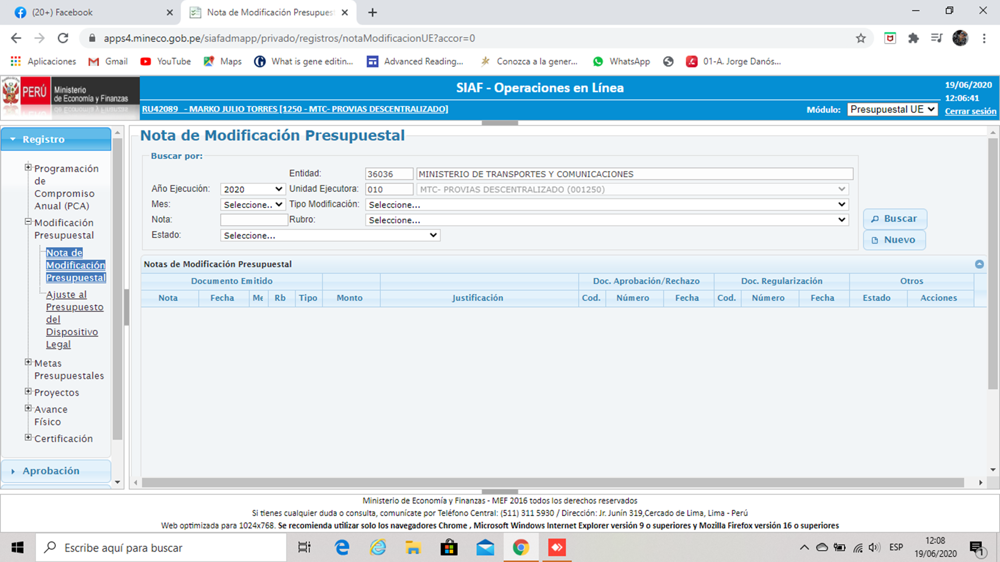 (20+) Facebook
Nota de Modificación Presupuest
apps4.mineco.gob.pe/siafadmapp/privado/registros/notaModificacionUE?accor=0
Aplicaciones
Gmail
YouTube
Maps
What is gene editin...
Advanced Reading...
Conozca a la gener...
WhatsApp
01-A. Jorge Danós...
PERÚ
Ministerio
de Economía y Finanzas
SIAF - Operaciones en Línea
19/06/2020
12:06:41
RU42089 - MARKO JULIO TORRES [1250 - MTC- PROVIAS DESCENTRALIZADO]
Módulo:
Presupuestal UE
Cerrar sesión
Registro
Programación
de
Compromiso
Anual (PCA)
Modificación
Presupuestal
Nota de
Modificación
Presupuestal
Ajuste al
Presupuesto
del
Dispositivo
Legal
Metas
Presupuestales
Proyectos
Avance
Físico
Certificación
Aprobación
Nota de Modificación Presupuestal
Buscar por:
Entidad: 36036 MINISTERIO DE TRANSPORTES Y COMUNICACIONES
Año Ejecución: 2020 Unidad Ejecutora: 010 MTC- PROVIAS DESCENTRALIZADO (001250)
Mes: Seleccione.. Tipo Modificación: Seleccione...
Nota: Rubro: Seleccione...
Estado: Seleccione...
Buscar
Nuevo
Notas de Modificación Presupuestal
Documento Emitido Doc. Aprobación/Rechazo Doc. Regularización Otros
Nota Fecha Me Rb Tipo Monto Justificación Cod. Número Fecha Cod. Número Fecha Estado Acciones
Ministerio de Economía y Finanzas - MEF 2016 todos los derechos reservados
Si tienes cualquier duda o consulta, comunícate por Teléfono Central: (511) 311 5930 / Dirección: Jr. Junín 319,Cercado de Lima, Lima - Perú
Web optimizada para 1024x768. Se recomienda utilizar solo los navegadores Chrome , Microsoft Windows Internet Explorer versión 9 o superiores y Mozilla Firefox versión 16 o superiores
Escribe aquí para buscar
ESP
12:08
19/06/2020
1